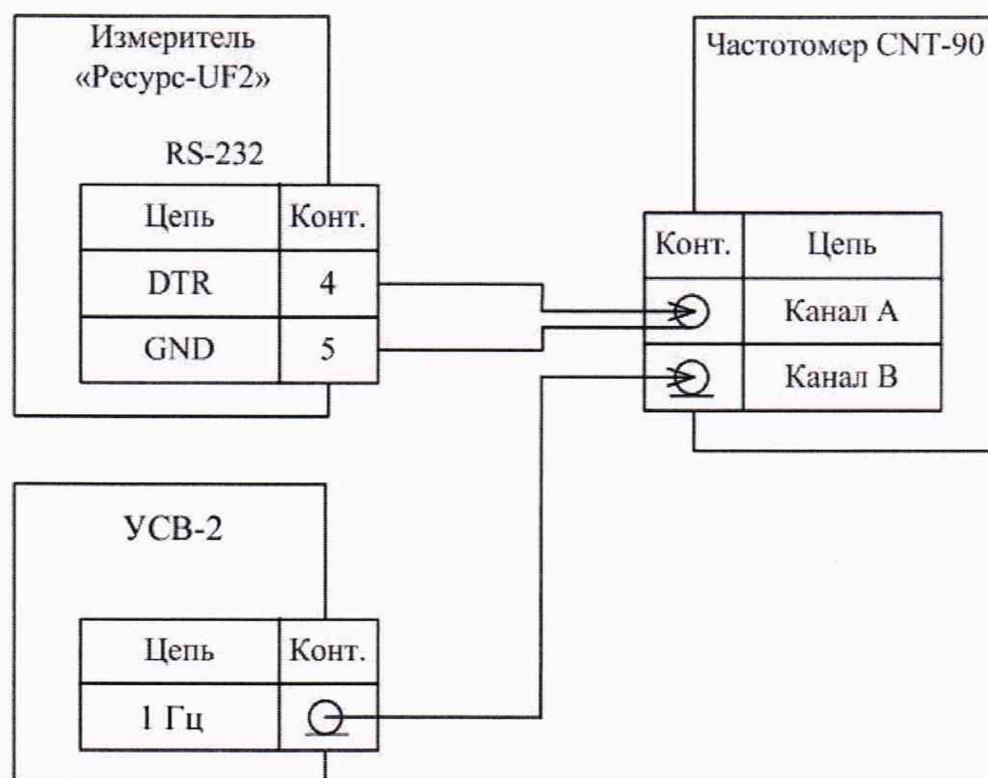 Измеритель
«Ресурс-UF2»
RS-232
Цепь Конт.
DTR 4
GND 5
Частотомер CNT-90
Конт. Цепь
Канал А
Канал В
УСВ-2
Цепь Конт.
1 Гц